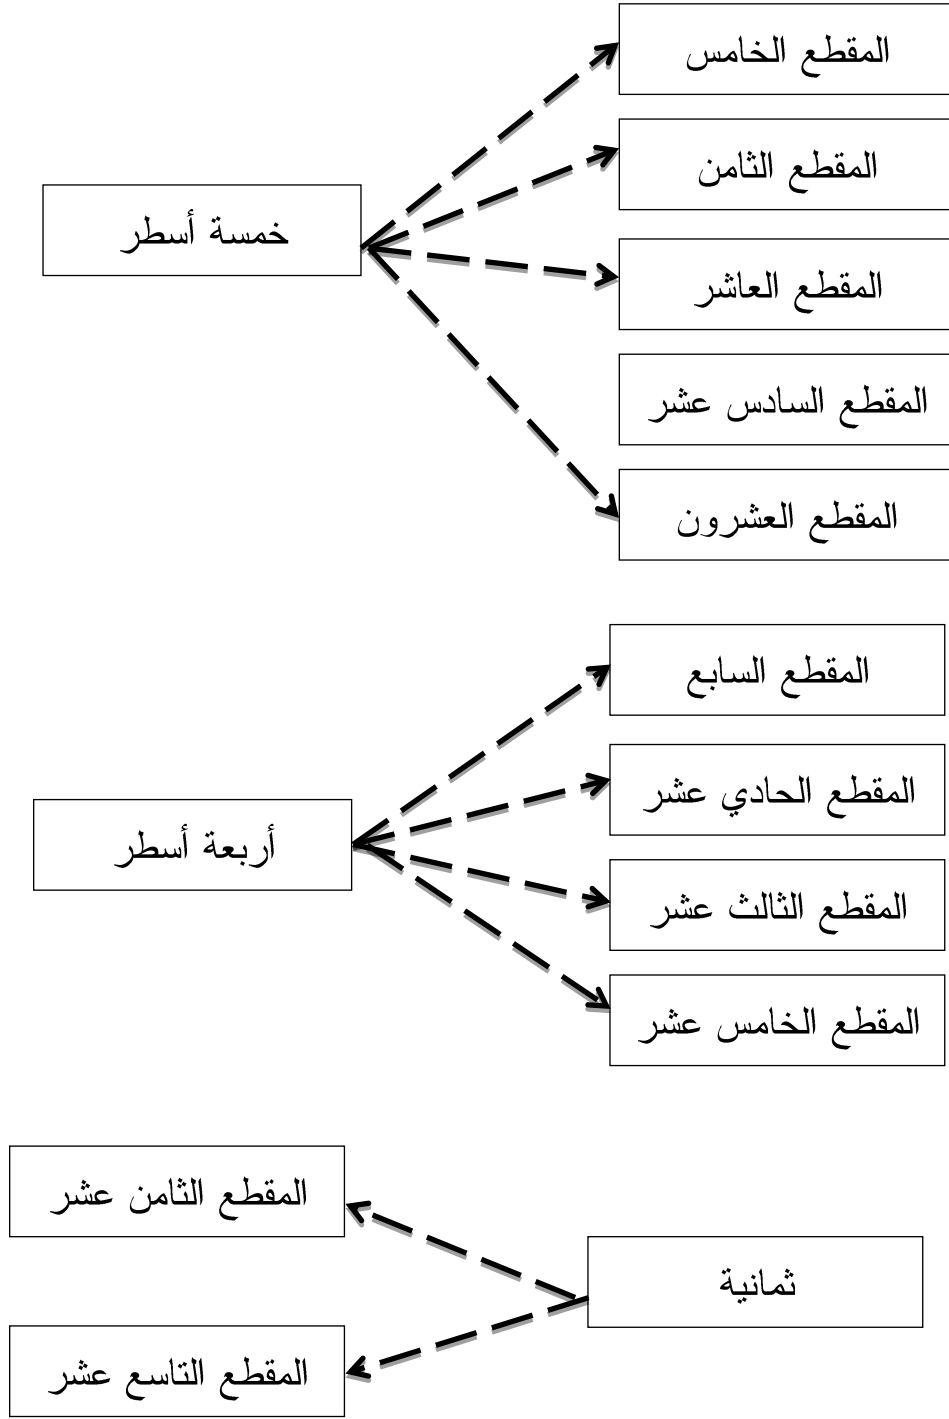 المقطع الخامس
المقطع الثامن
خمسة أسطر
المقطع العاشر
المقطع السادس عشر
المقطع العشرون
المقطع السابع
المقطع الحادي عشر
أربعة أسطر
المقطع الثالث عشر
المقطع الخامس عشر
المقطع الثامن عشر
ثمانية
المقطع التاسع عشر